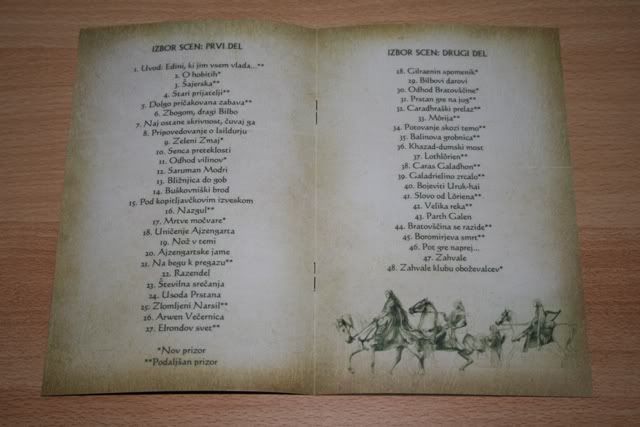 IZBOR SCEN: PRVI DEL
1. Uvod: Edini, ki jim vsem vlada...**
2. O hobitih*
3. Šajerska**
4. Stari prijatelji**
5. Dolgo pričakovana zabava**
6. Zbogom, dragi Bilbo
7. Naj ostane skrivnost, čuvaj ga
8. Pripovedovanje o Isildurju
9. Zeleni Zmaj*
10. Senca preteklosti
11. Odhod vilinov*
12. Saruman Modri
13. Bližnjica do gob
14. Buškovniški brod
15. Pod kopitljavčkovim izveskom
16. Nazgul**
17. Mrtve močvare*
18. Uničenje Ajzengarta
19. Nož v temi
20. Ajzengartske jame
21. Na begu k pregazu**
22. Razendel
23. Številna srečanja
24. Usoda Prstana
25. Zlomljeni Narsil**
26. Arwen Večernica
27. Elrondov svet**
*Nov prizor
**Podaljšan prizor
IZBOR SCEN: DRUGI DEL
28. Gilraenin spomenik*
29. Bilbovi darovi
30. Odhod Bratovščine*
31. Prstan gre na jug**
32. Caradhraški prelaz**
33. Mórija**
34. Potovanje skozi temo**
35. Balinova grobnica**
36. Khazad-dumski most
37. Lothlórien**
38. Caras Galadhon**
39. Galadrielino zrcalo**
40. Bojeviti Uruk-hai
41. Slovo od Lóriena**
42. Velika reka**
43. Parth Galen
44. Bratovščina se razide**
45. Boromirjeva smrt**
46. Pot gre naprej...
47. Zahvale
48. Zahvale klubu oboževalcev*